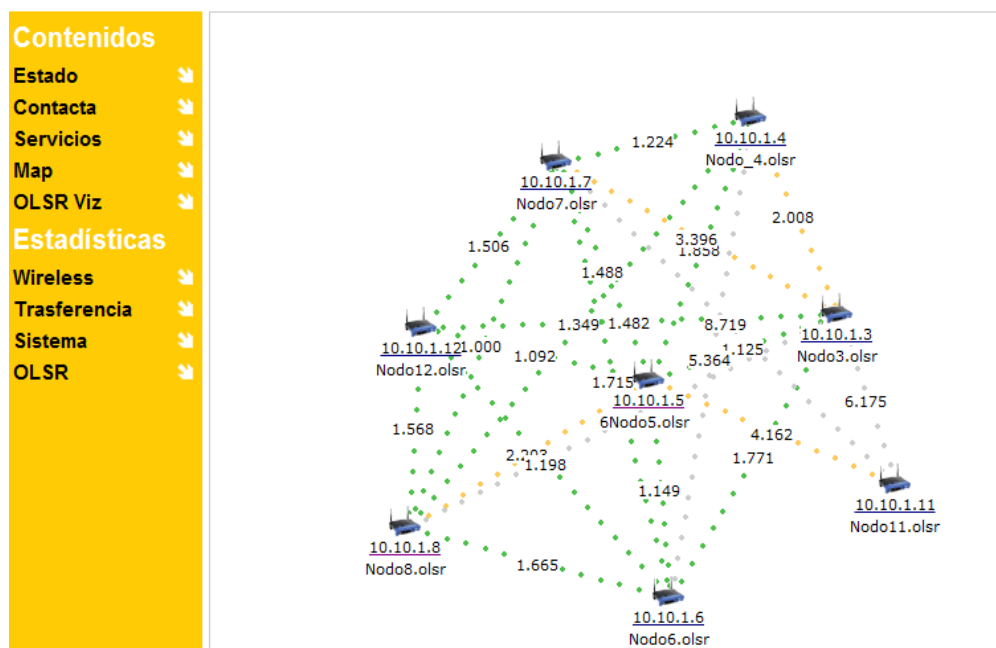 Contenidos
Estado
Contacta
Servicios
Map
OLSR Viz
Estadísticas
Wireless
Trasferencia
Sistema
OLSR
10.10.1.4
Nodo_4.olsr
1.224
10.10.1.7
Nodo7.olsr
2.008
3.396
1.858
1.506
1.488
1.349
1.482
8.719
10.10.1.3
Nodo3.olsr
10.10.1.12
Nodo12.olsr
1.000
1.092
5.364
1.125
1.715
10.10.1.5
6Nodo5.olsr
6.175
1.568
4.162
2.203
1.198
1.771
1.149
10.10.1.11
Nodo11.olsr
10.10.1.8
Nodo8.olsr
1.665
10.10.1.6
Nodo6.olsr